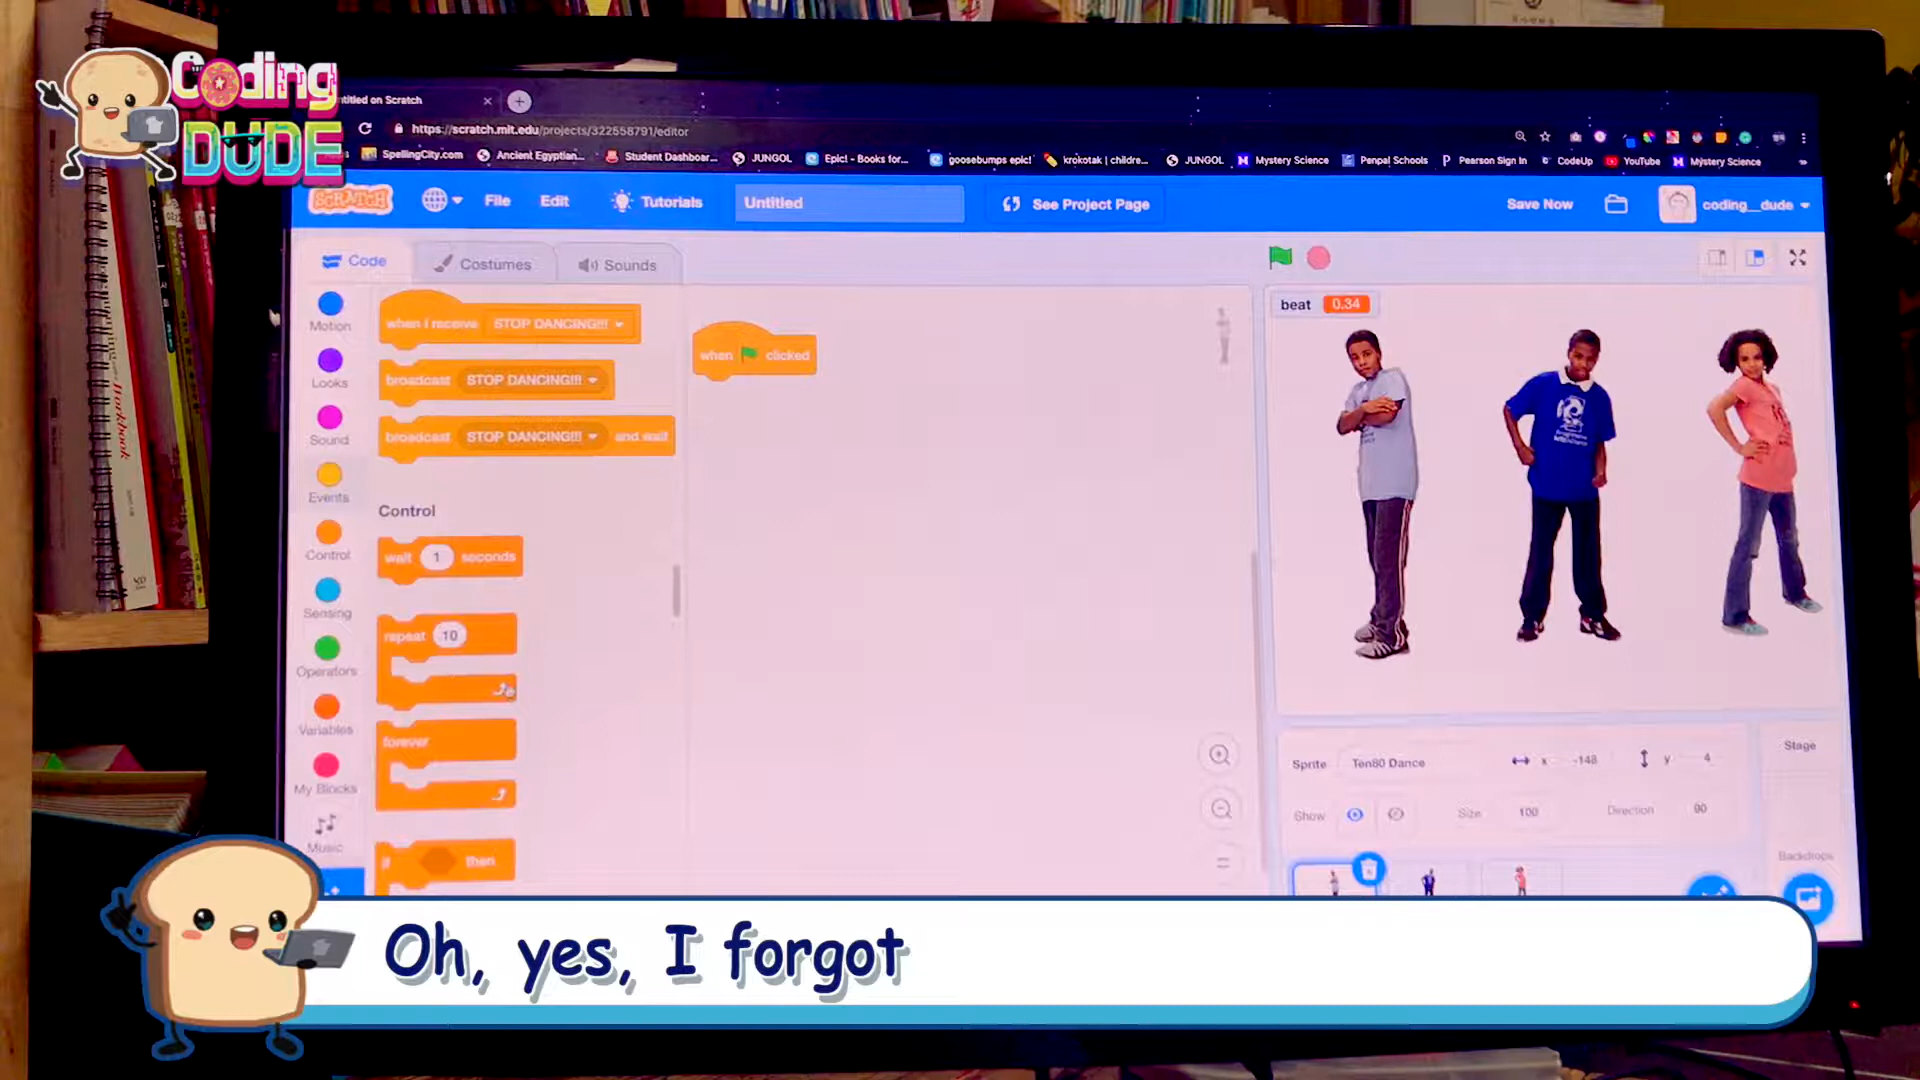 Coding
DUDE
ntitled on Scratch
https://scratch.mit.edu/projects/322558791/editor
SpellingCity.com
Ancient Egyptian...
Student Dashboar...
JUNGOL
Epic! - Books for...
goosebumps epic!
krokotak | childre...
JUNGOL
Mystery Science
Penpal Schools
Pearson Sign In
CodeUp
YouTube
Mystery Science
SCRATCH
File
Edit
Tutorials
Untitled
See Project Page
Save Now
coding__dude
Code
Costumes
Sounds
Motion
Looks
Sound
Events
Control
Sensing
Operators
Variables
My Blocks
Music
when I receive STOP DANCING!!!
broadcast STOP DANCING!!!
broadcast STOP DANCING!!! and wait
Control
wait 1 seconds
repeat 10
forever
if then
when clicked
beat 0.34
Sprite Ten80 Dance x -148 y 4
Show Size 100 Direction 90
Stage
Backdrops
Workbook
Oh, yes, I forgot